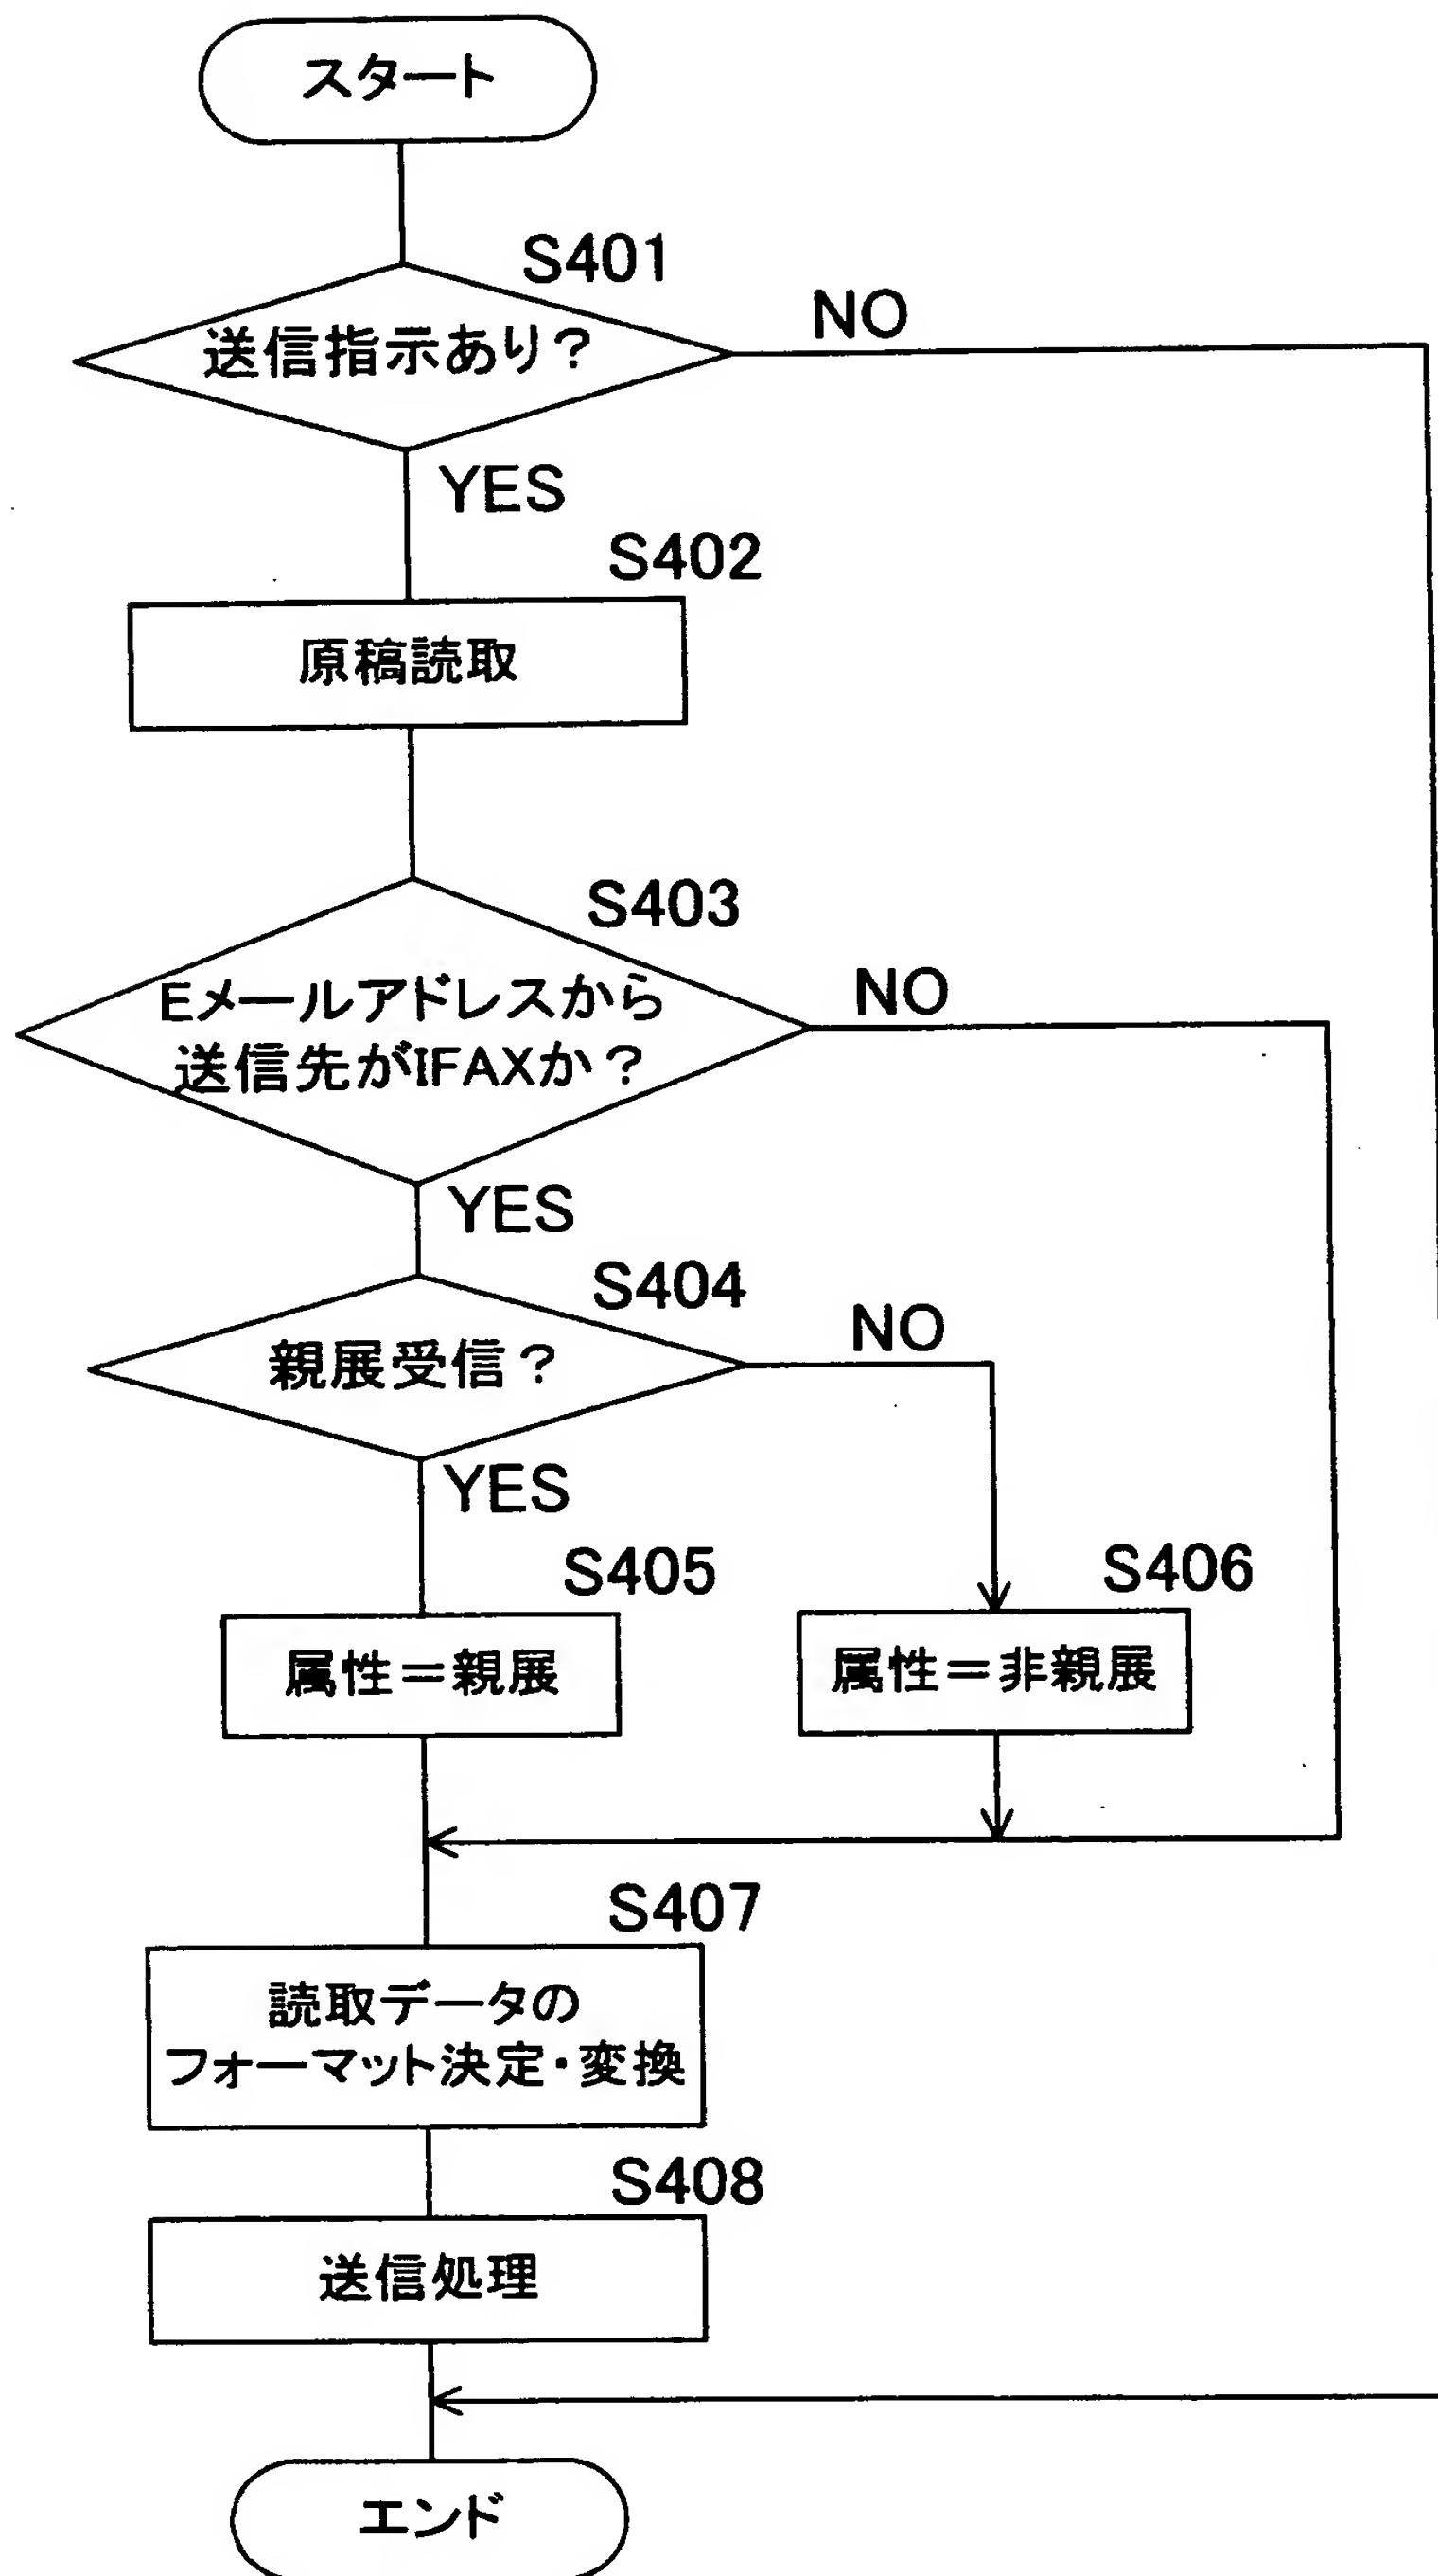 スタート
S401
送信指示あり？
NO
YES
S402
原稿読取
S403
Eメールアドレスから
送信先がIFAXか？
NO
YES
S404
親展受信？
NO
YES
S405
属性＝親展
S406
属性＝非親展
S407
読取データの
フォーマット決定・変換
S408
送信処理
エンド